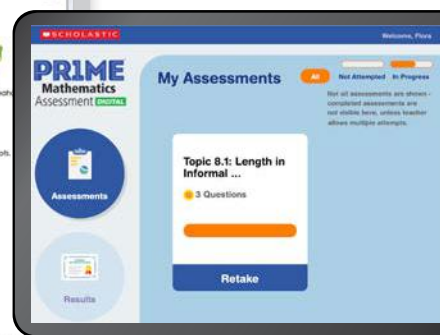 SCHOLASTIC
Welcome, Flora
PR1ME
Mathematics
Assessment DIGITAL
My Assessments
All
Not Attempted
In Progress
Not all assessments are shown -
completed assessments are
not visible here, unless teacher
allows multiple attempts.
Topic 8.1: Length in
Informal ...
3 Questions
Assessments
Retake
Results